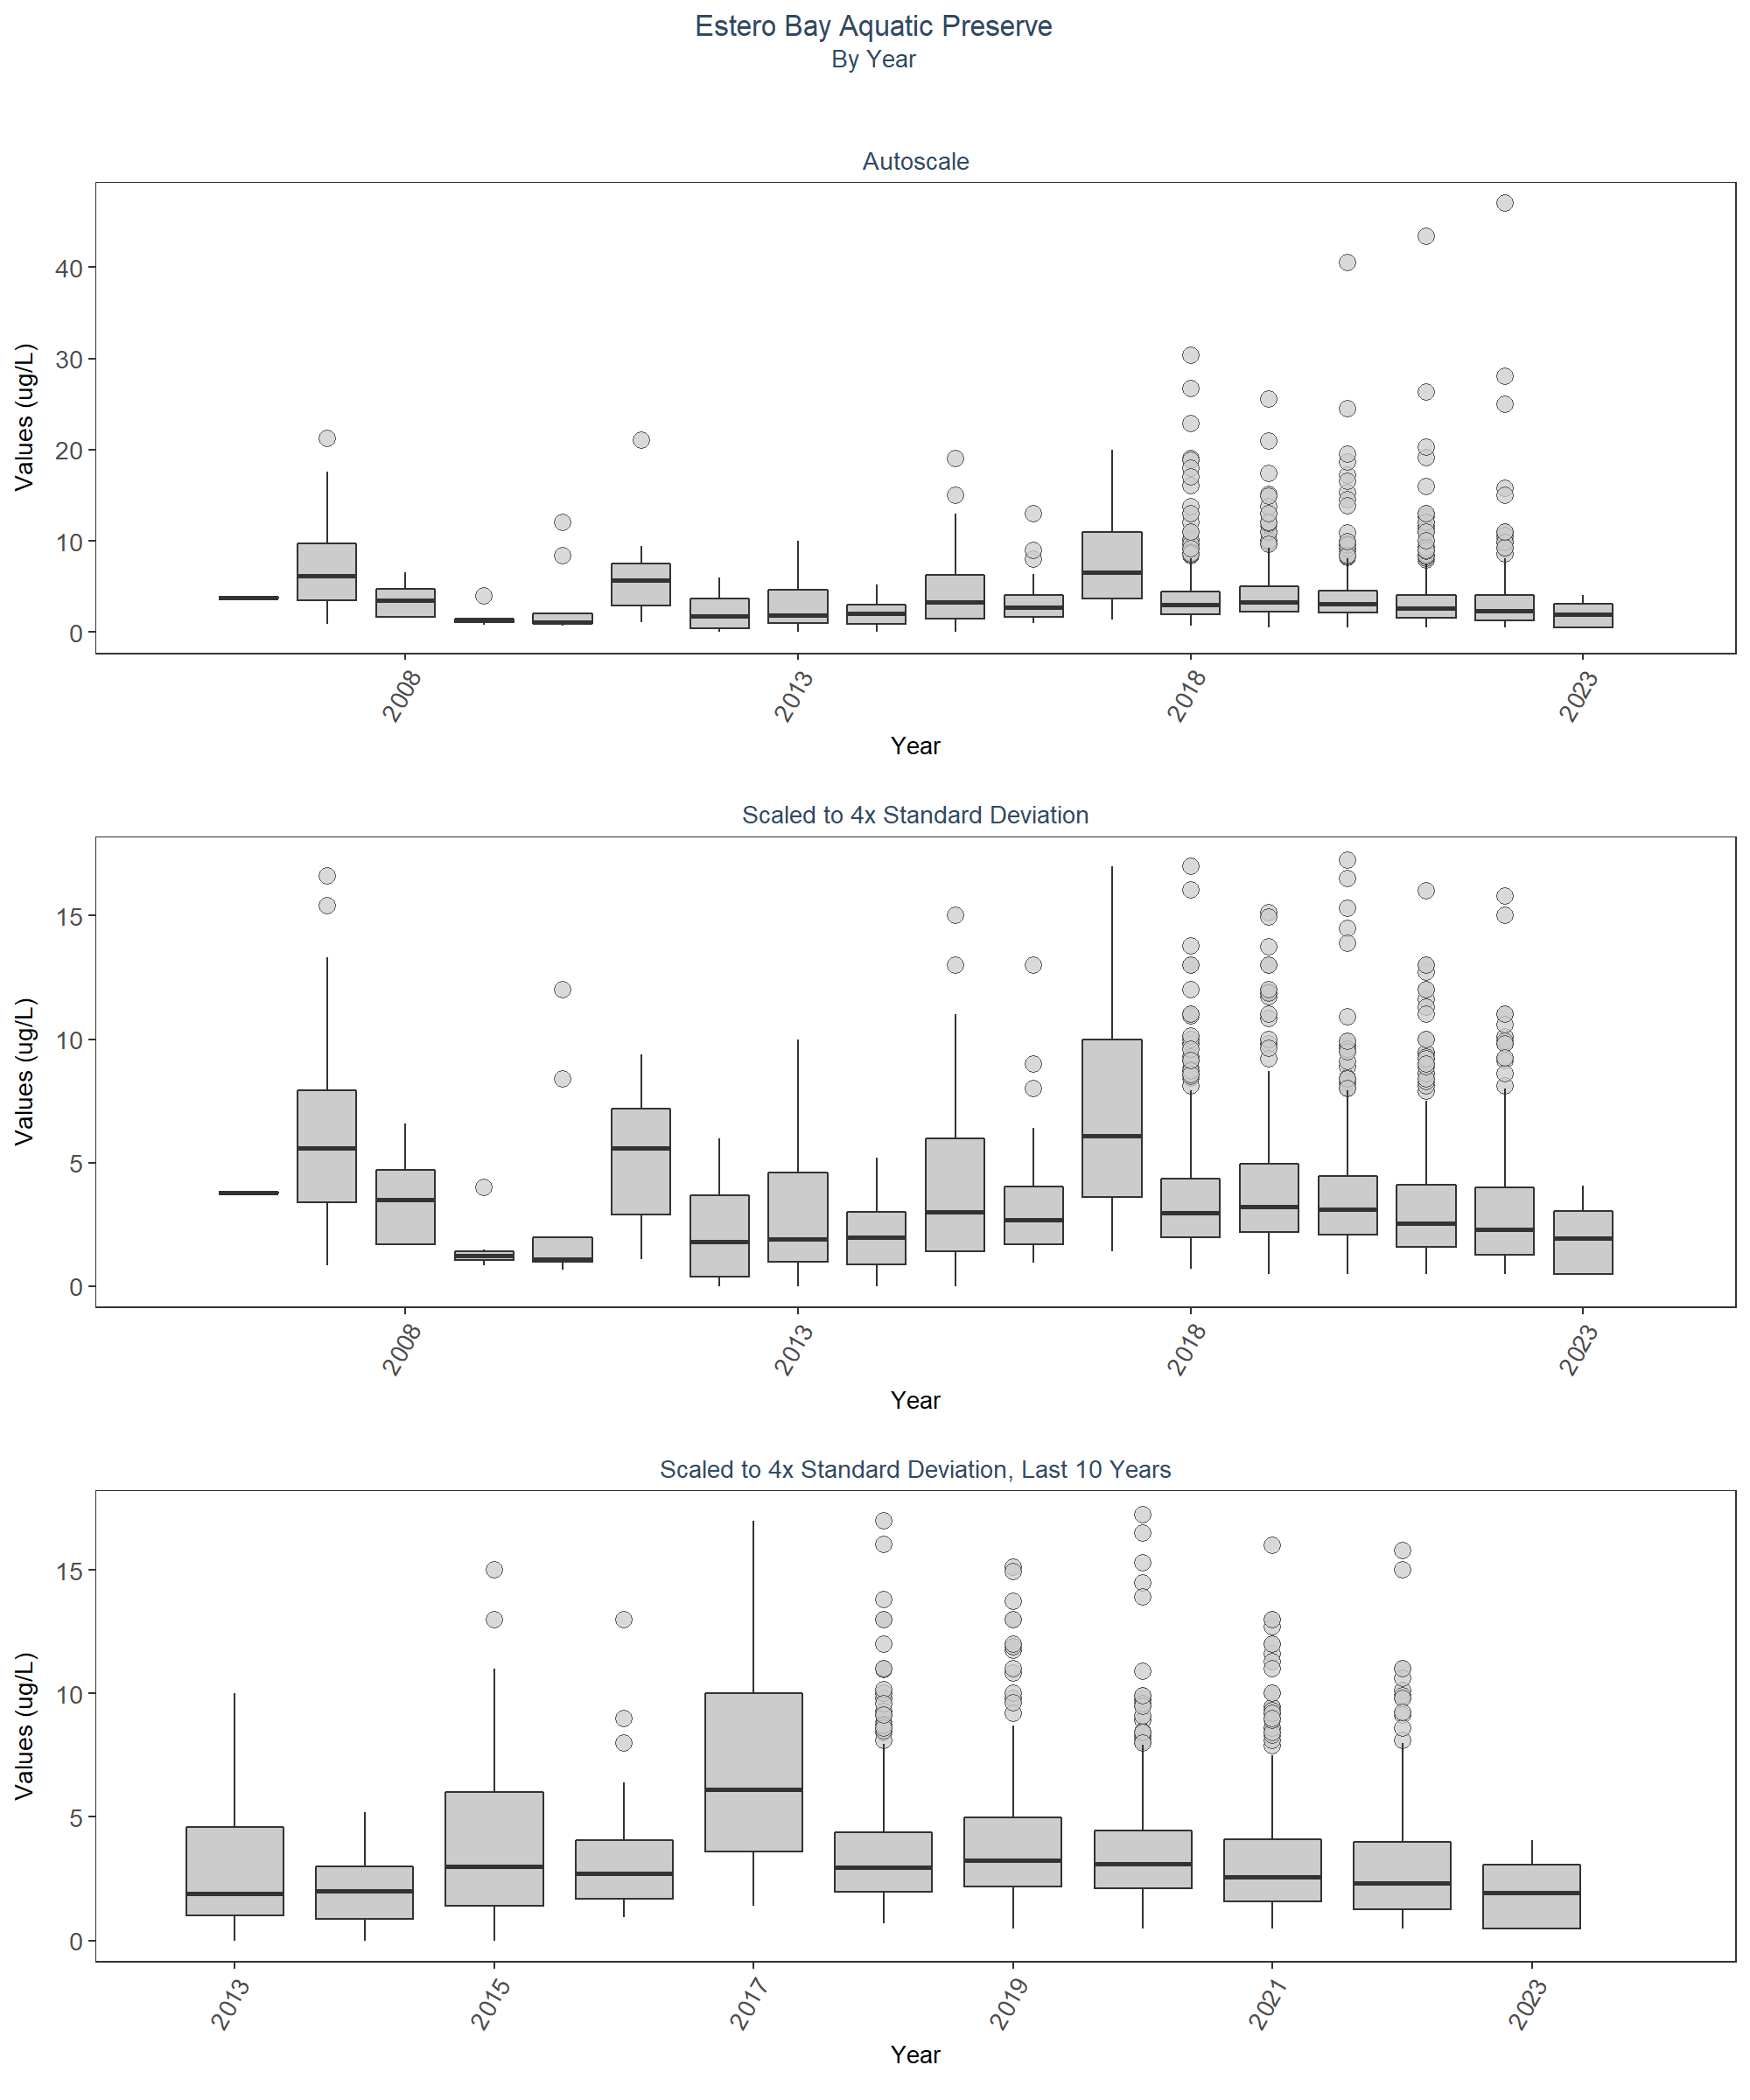 Estero Bay Aquatic Preserve
By Year
Autoscale
Values (ug/L)
40
30
20
10
0
2008
2013
2018
2023
Year
Scaled to 4x Standard Deviation
Values (ug/L)
15
10
5
0
2008
2013
2018
2023
Year
Scaled to 4x Standard Deviation, Last 10 Years
Values (ug/L)
15
10
5
0
2013
2015
2017
2019
2021
2023
Year